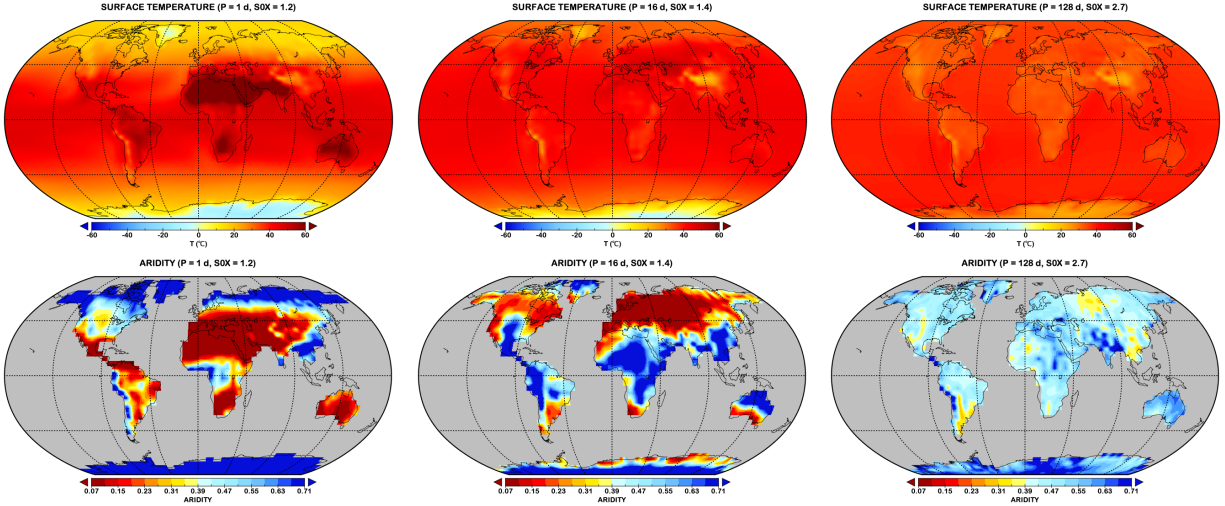 SURFACE TEMPERATURE (P = 1 d, S0X = 1.2)
SURFACE TEMPERATURE (P = 16 d, S0X = 1.4)
SURFACE TEMPERATURE (P = 128 d, S0X = 2.7)
-60 -40 -20 0 20 40 60
T (°C)
-60 -40 -20 0 20 40 60
T (°C)
-60 -40 -20 0 20 40 60
T (°C)
ARIDITY (P = 1 d, S0X = 1.2)
ARIDITY (P = 16 d, S0X = 1.4)
ARIDITY (P = 128 d, S0X = 2.7)
0.07 0.15 0.23 0.31 0.39 0.47 0.55 0.63 0.71
ARIDITY
0.07 0.15 0.23 0.31 0.39 0.47 0.55 0.63 0.71
ARIDITY
0.07 0.15 0.23 0.31 0.39 0.47 0.55 0.63 0.71
ARIDITY